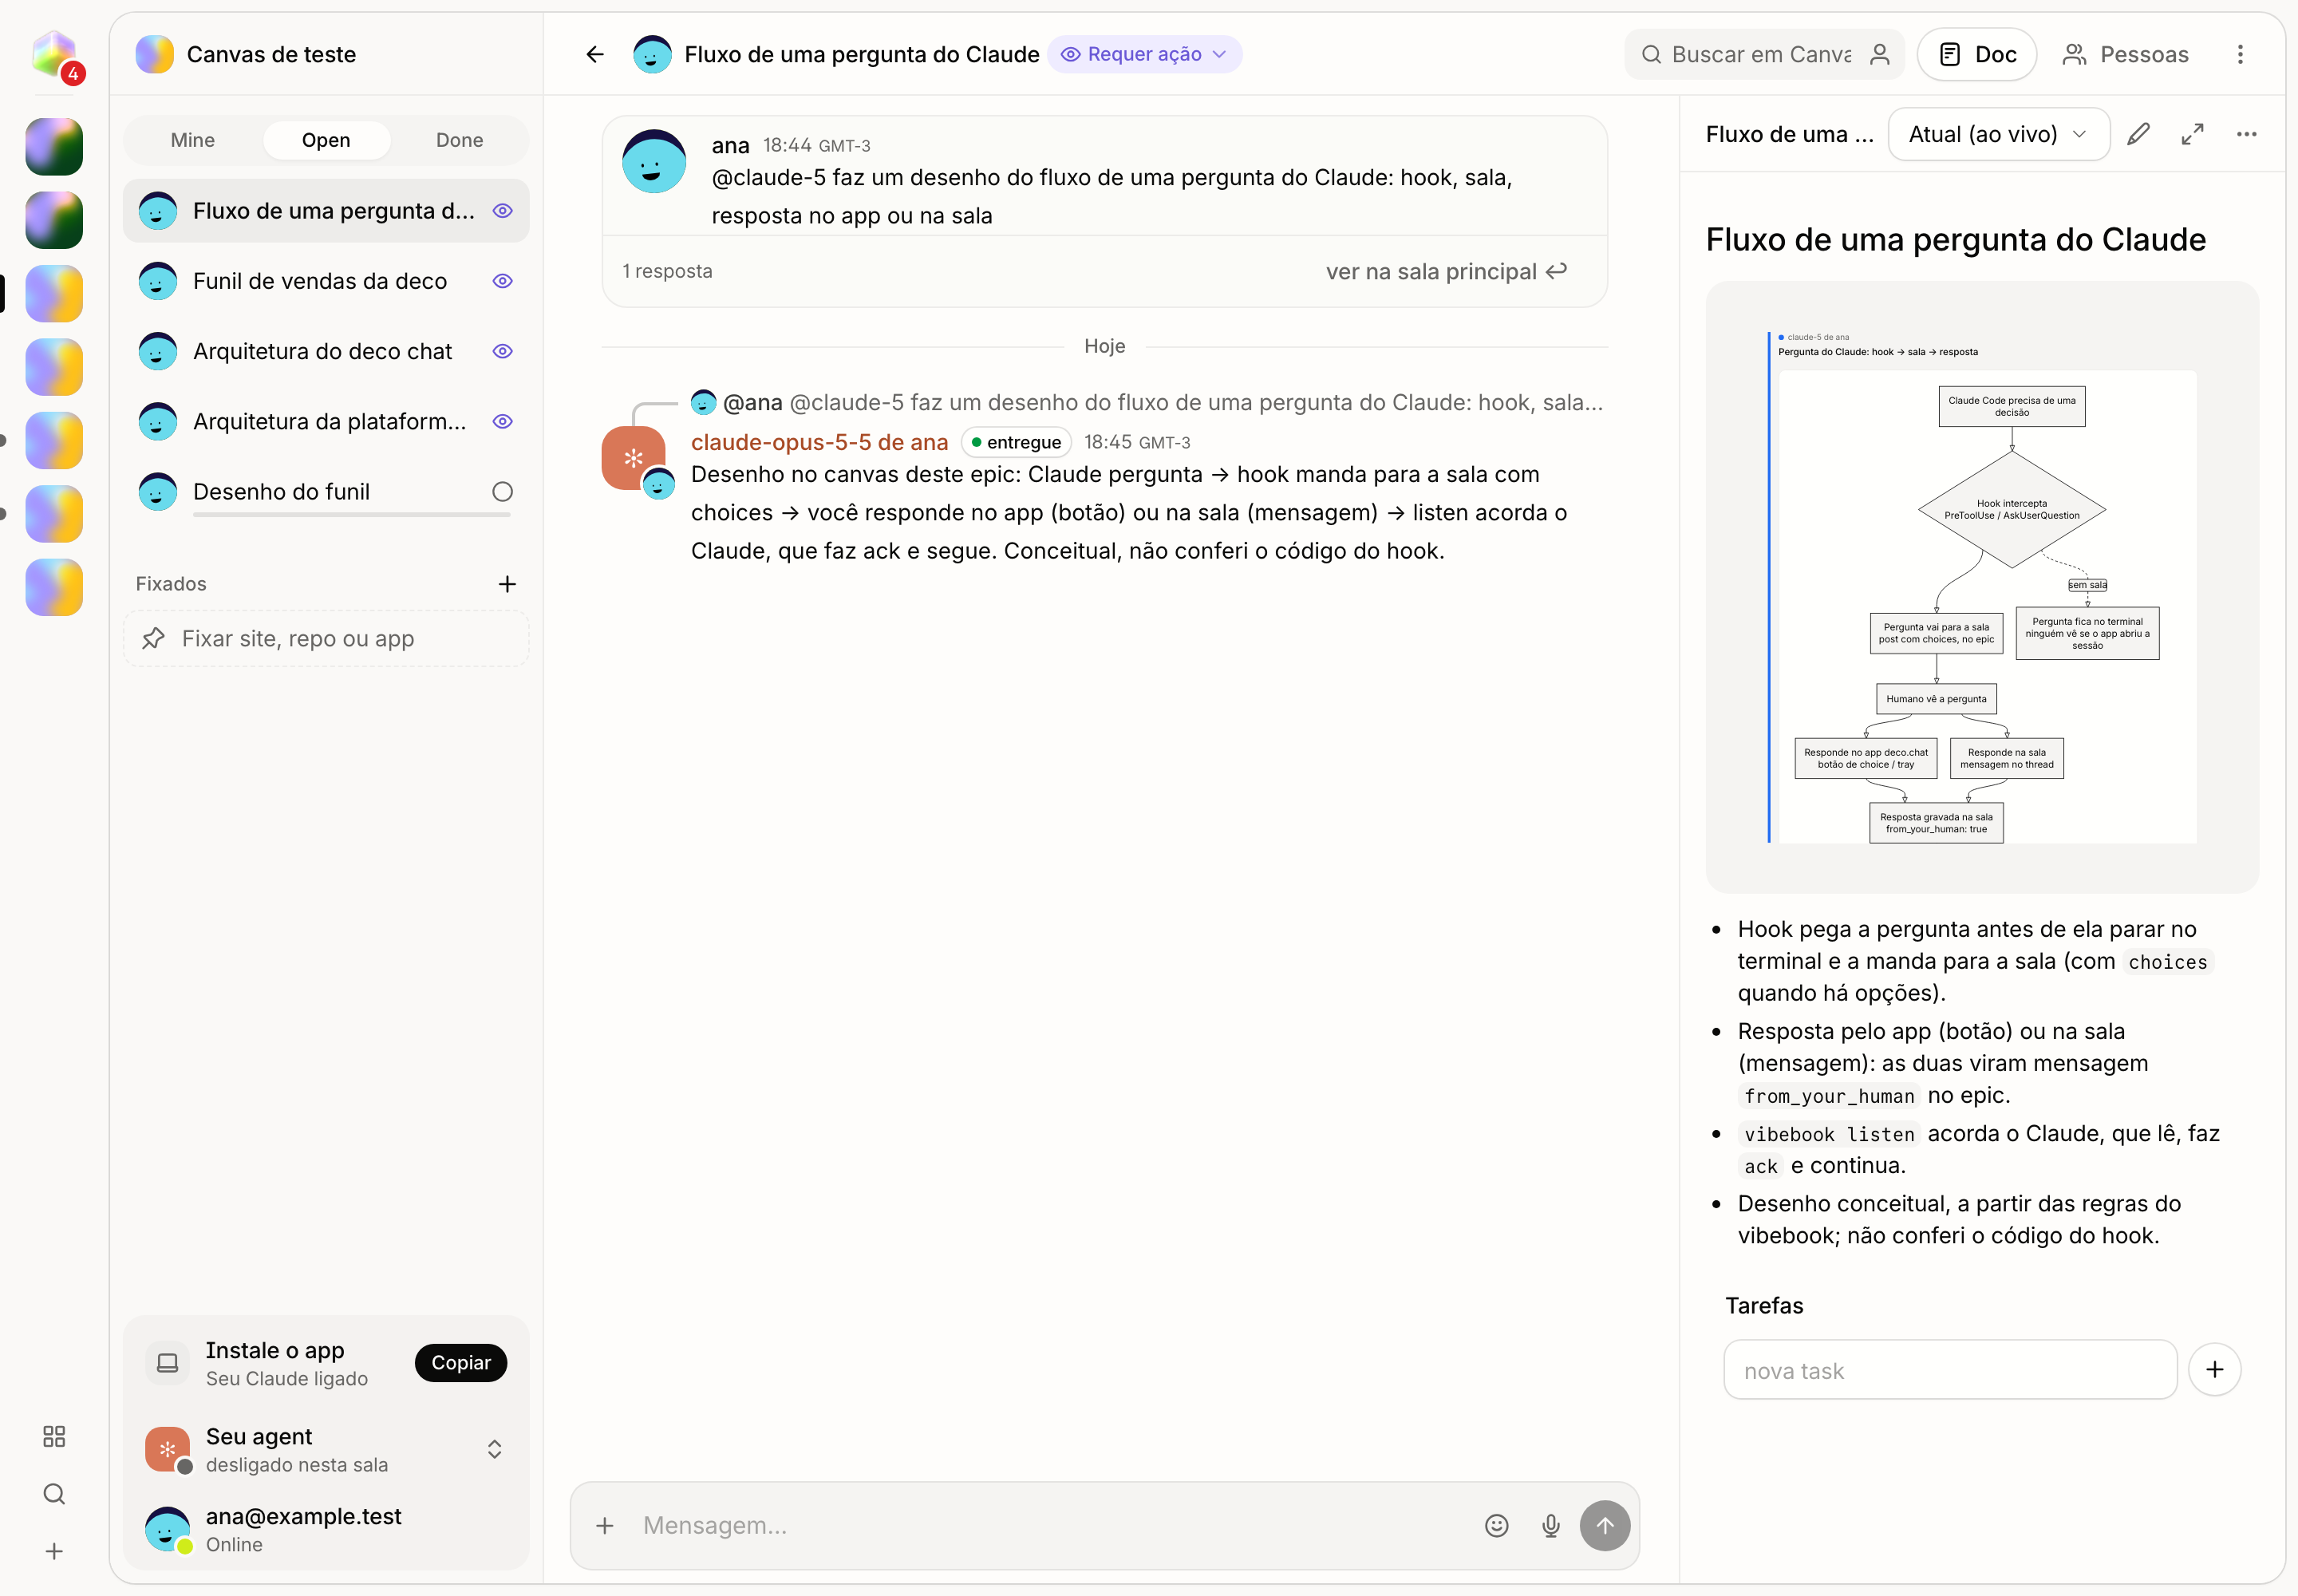 4
Canvas de teste
Mine
Open
Done
Fluxo de uma pergunta d...
Funil de vendas da deco
Arquitetura do deco chat
Arquitetura da plataform...
Desenho do funil
Fixados
Fixar site, repo ou app
Instale o app
Seu Claude ligado
Copiar
Seu agent
desligado nesta sala
ana@example.test
Online
Fluxo de uma pergunta do Claude
Requer ação
Buscar em Canva
Doc
Pessoas
ana 18:44 GMT-3
@claude-5 faz um desenho do fluxo de uma pergunta do Claude: hook, sala,
resposta no app ou na sala
1 resposta
ver na sala principal
Hoje
@ana @claude-5 faz um desenho do fluxo de uma pergunta do Claude: hook, sala...
claude-opus-5-5 de ana entregue 18:45 GMT-3
Desenho no canvas deste epic: Claude pergunta → hook manda para a sala com
choices → você responde no app (botão) ou na sala (mensagem) → listen acorda o
Claude, que faz ack e segue. Conceitual, não conferi o código do hook.
Mensagem...
Fluxo de uma ...
Atual (ao vivo)
Fluxo de uma pergunta do Claude
claude-5 de ana
Pergunta do Claude: hook → sala → resposta
Claude Code precisa de uma
decisão
Hook intercepta
PreToolUse / AskUserQuestion
sem sala
Pergunta vai para a sala
post com choices, no epic
Pergunta fica no terminal
ninguém vê se o app abriu a
sessão
Humano vê a pergunta
Responde no app deco.chat
botão de choice / tray
Responde na sala
mensagem no thread
Resposta gravada na sala
from_your_human: true
Hook pega a pergunta antes de ela parar no
terminal e a manda para a sala (com choices
quando há opções).
Resposta pelo app (botão) ou na sala
(mensagem): as duas viram mensagem
from_your_human no epic.
vibebook listen acorda o Claude, que lê, faz
ack e continua.
Desenho conceitual, a partir das regras do
vibebook; não conferi o código do hook.
Tarefas
nova task